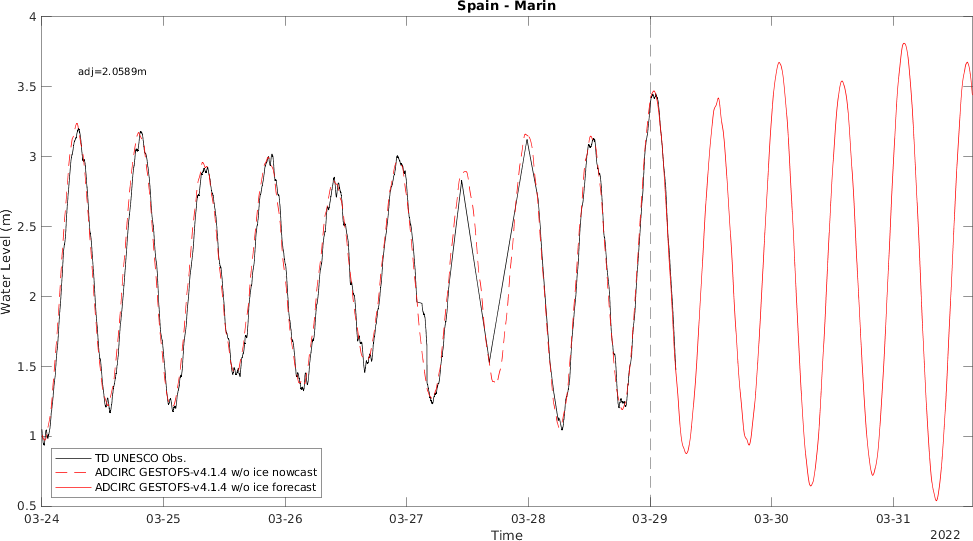 Spain - Marin
4
adj=2.0589m
3.5
3
2.5
Water Level (m)
2
1.5
1
TD UNESCO Obs.
ADCIRC GESTOFS-v4.1.4 w/o ice nowcast
ADCIRC GESTOFS-v4.1.4 w/o ice forecast
0.5
03-24 03-25 03-26 03-27 03-28 03-29 03-30 03-31
Time
2022